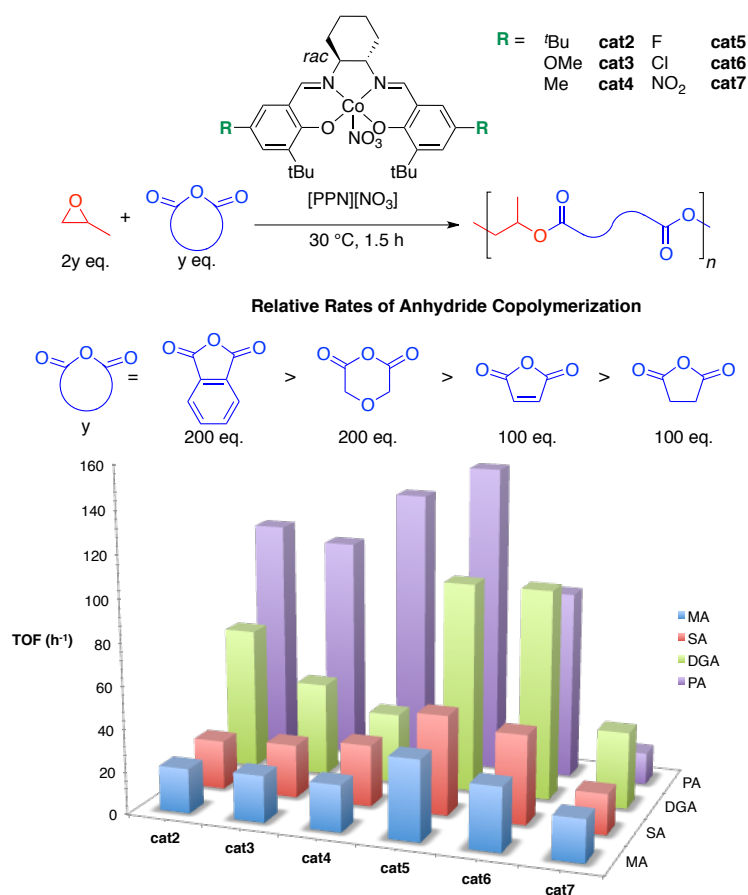 R = tBu cat2 F cat5
OMe cat3 Cl cat6
Me cat4 NO2 cat7
rac
N N
Co
R O O R
NO3
tBu tBu
O
+
O O O
2y eq. y eq.
[PPN][NO3]
30 °C, 1.5 h
O O O O n
Relative Rates of Anhydride Copolymerization
O O O = O O O > O O O O > O O O > O O O
y
200 eq. 200 eq. 100 eq. 100 eq.
TOF (h-1)
160
140
120
100
80
60
40
20
0
cat2 cat3 cat4 cat5 cat6 cat7
MA
SA
DGA
PA
PA
DGA
SA
MA